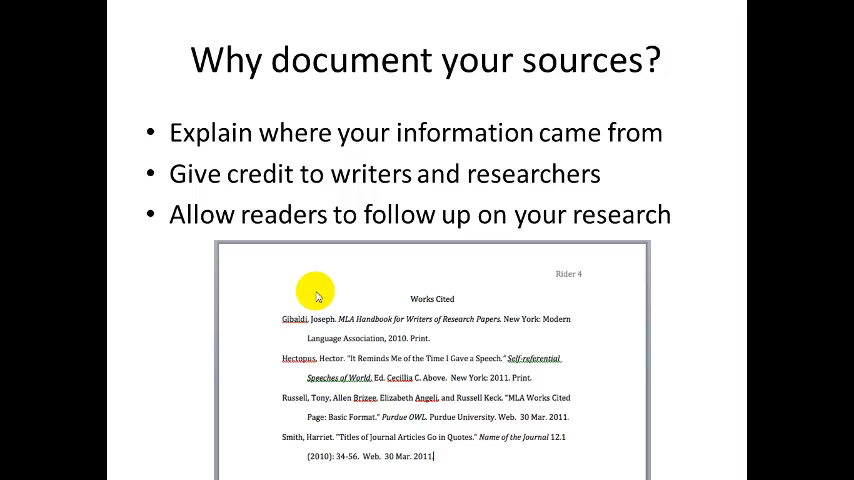 Why document your sources?
• Explain where your information came from
• Give credit to writers and researchers
• Allow readers to follow up on your research
Rider 4
Works Cited
Gibaldi, Joseph. MLA Handbook for Writers of Research Papers. New York: Modern
Language Association, 2010. Print.
Hectopus, Hector. "It Reminds Me of the Time I Gave a Speech." Self-referential
Speeches of World. Ed. Cecillia C. Above. New York: 2011. Print.
Russell, Tony, Allen Brizee, Elizabeth Angeli, and Russell Keck. "MLA Works Cited
Page: Basic Format." Purdue OWL. Purdue University. Web. 30 Mar. 2011.
Smith, Harriet. "Titles of Journal Articles Go in Quotes." Name of the Journal 12.1
(2010): 34-56. Web. 30 Mar. 2011.